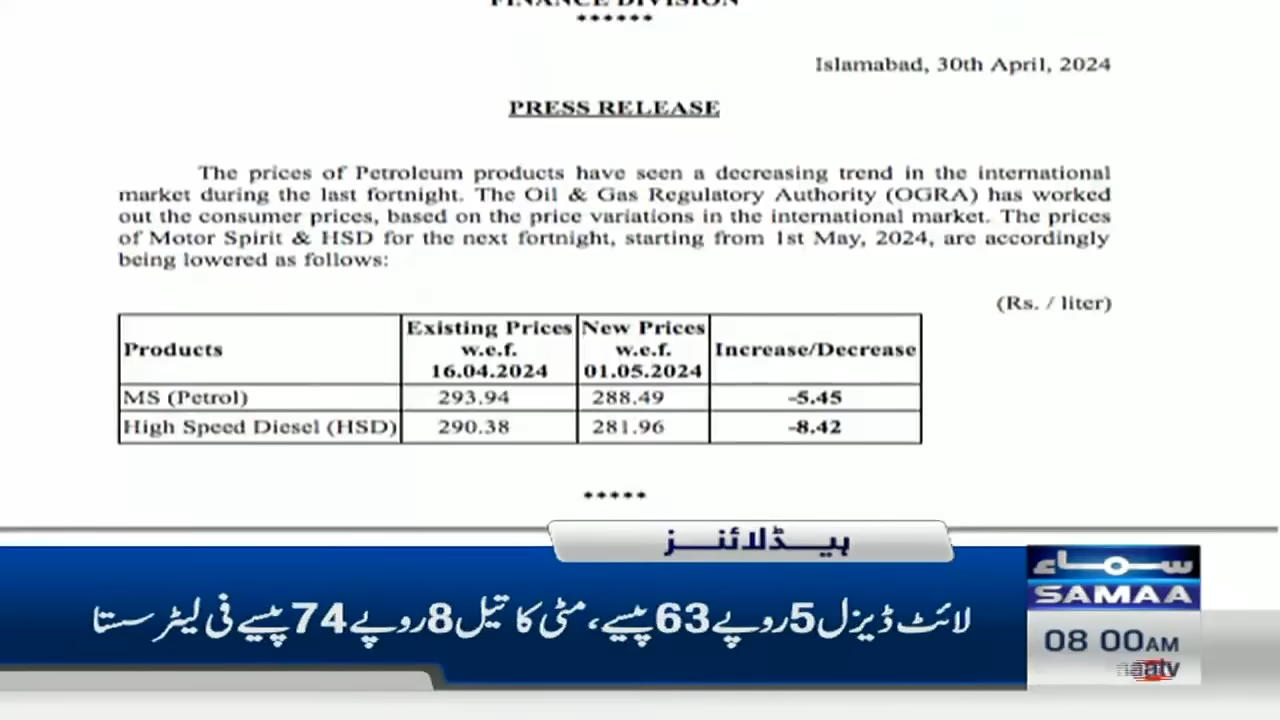 FINANCE DIVISION
******
Islamabad, 30th April, 2024
PRESS RELEASE
The prices of Petroleum products have seen a decreasing trend in the international
market during the last fortnight. The Oil & Gas Regulatory Authority (OGRA) has worked
out the consumer prices, based on the price variations in the international market. The prices
of Motor Spirit & HSD for the next fortnight, starting from 1st May, 2024, are accordingly
being lowered as follows:
(Rs. / liter)
Products
Existing Prices w.e.f. 16.04.2024
New Prices w.e.f. 01.05.2024
Increase/Decrease
MS (Petrol) 293.94 288.49 -5.45
High Speed Diesel (HSD) 290.38 281.96 -8.42
*****
ہیڈلائنز
لائٹ ڈیزل 5 روپے 63 پیسے، مٹی کا تیل 8 روپے 74 پیسے فی لیٹر سستا
سماء
SAMAA
08 00AM